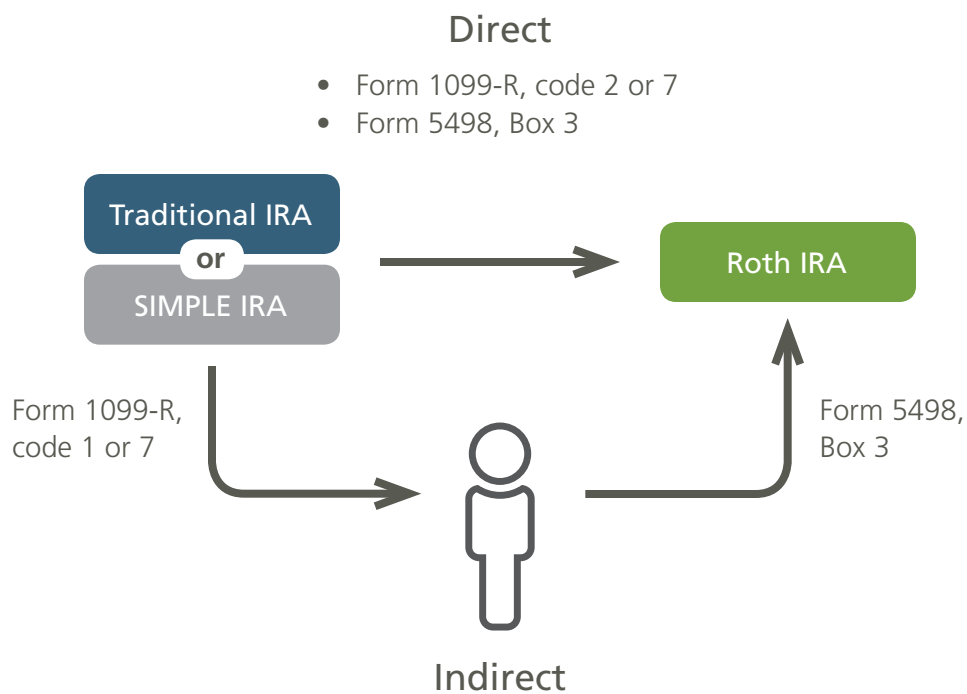 Direct
• Form 1099-R, code 2 or 7
• Form 5498, Box 3
Traditional IRA
or
SIMPLE IRA
Roth IRA
Form 1099-R,
code 1 or 7
Form 5498,
Box 3
Indirect